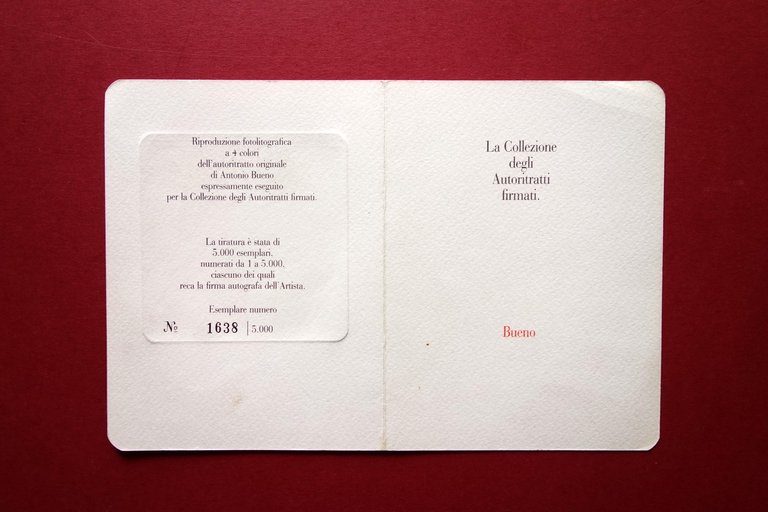 Riproduzione fotolitografica
a 4 colori
dell'autoritratto originale
di Antonio Bueno
espressamente eseguito
per la Collezione degli Autoritratti firmati.
La tiratura è stata di
5.000 esemplari,
numerati da 1 a 5.000,
ciascuno dei quali
reca la firma autografa dell'Artista.
Esemplare numero
Nº 1638 | 5.000
La Collezione
degli
Autoritratti
firmati.
Bueno